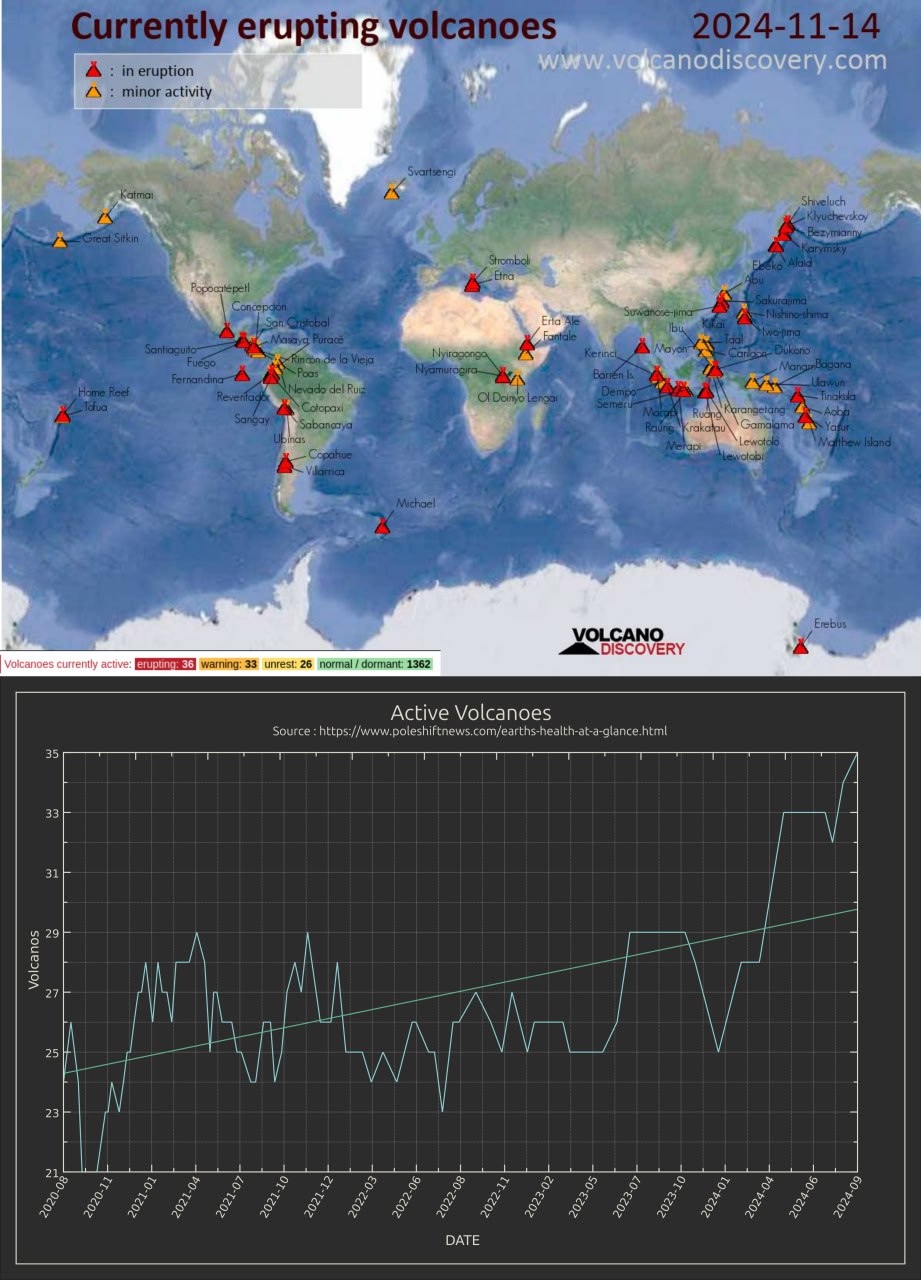 Currently erupting volcanoes
2024-11-14
www.volcanodiscovery.com
: in eruption
: minor activity
Svartsengi
Katmai
Great Sitkin
Shiveluch
Klyuchevskoy
Bezymianny
Karymsky
Ebeko
Alaid
Stromboli
Etna
Abu
Popocatépetl
Concepción
San Cristobal
Masaya
Puracé
Santiaguito
Fuego
Rincón de la Vieja
Poas
Fernandina
Nevado del Ruiz
Reventador
Cotopaxi
Sangay
Sabancaya
Ubinas
Home Reef
Tofua
Copahue
Villarrica
Michael
Erta Ale
Fantale
Nyiragongo
Nyamuragira
Ol Doinyo Lengai
Suwanose-jima
Sakurajima
Nishino-shima
Iwo-jima
Kikai
Ibu
Taal
Kerinci
Mayon
Canlaon
Dukono
Manam
Bagana
Barren Is.
Ulawun
Dempo
Tinakula
Semeru
Marapi
Ruang
Karangetang
Aoba
Raung
Krakatau
Gamalama
Yasur
Merapi
Lewotolo
Matthew Island
Lewotobi
Erebus
VOLCANO
DISCOVERY
Volcanoes currently active: erupting: 36 warning: 33 unrest: 26 normal / dormant: 1362
Active Volcanoes
Source : https://www.poleshiftnews.com/earths-health-at-a-glance.html
35
33
31
29
27
25
23
21
Volcanos
2020-08
2020-11
2021-01
2021-04
2021-07
2021-10
2021-12
2022-03
2022-06
2022-08
2022-11
2023-02
2023-05
2023-07
2023-10
2024-01
2024-04
2024-06
2024-09
DATE